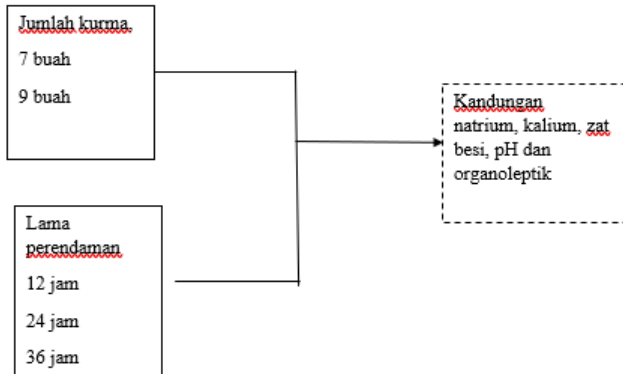 Jumlah kurma,
7 buah
9 buah
Kandungan
natrium, kalium, zat
besi, pH dan
organoleptik
Lama
perendaman
12 jam
24 jam
36 jam